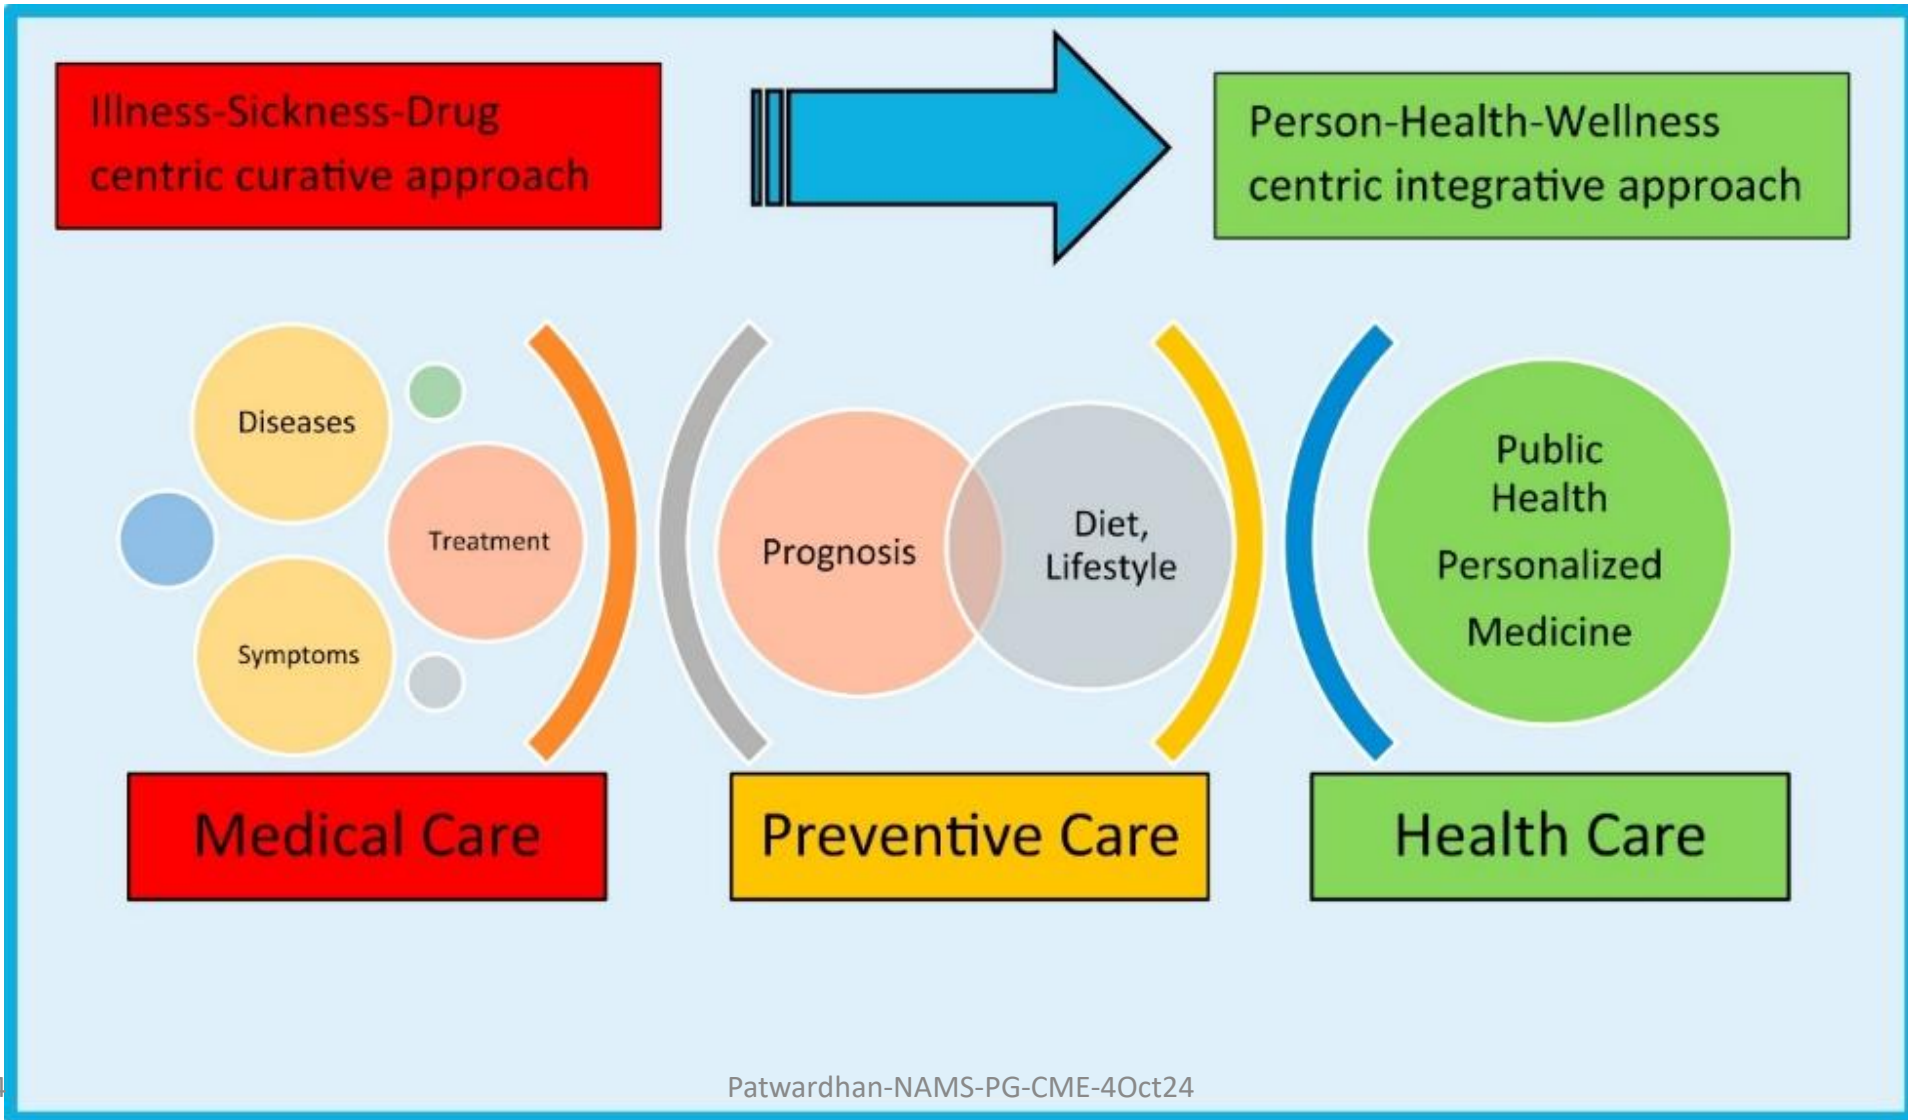 Illness-Sickness-Drug
centric curative approach
Person-Health-Wellness
centric integrative approach
Diseases
Treatment
Symptoms
Prognosis
Diet,
Lifestyle
Public
Health
Personalized
Medicine
Medical Care
Preventive Care
Health Care
4
Patwardhan-NAMS-PG-CME-4Oct24